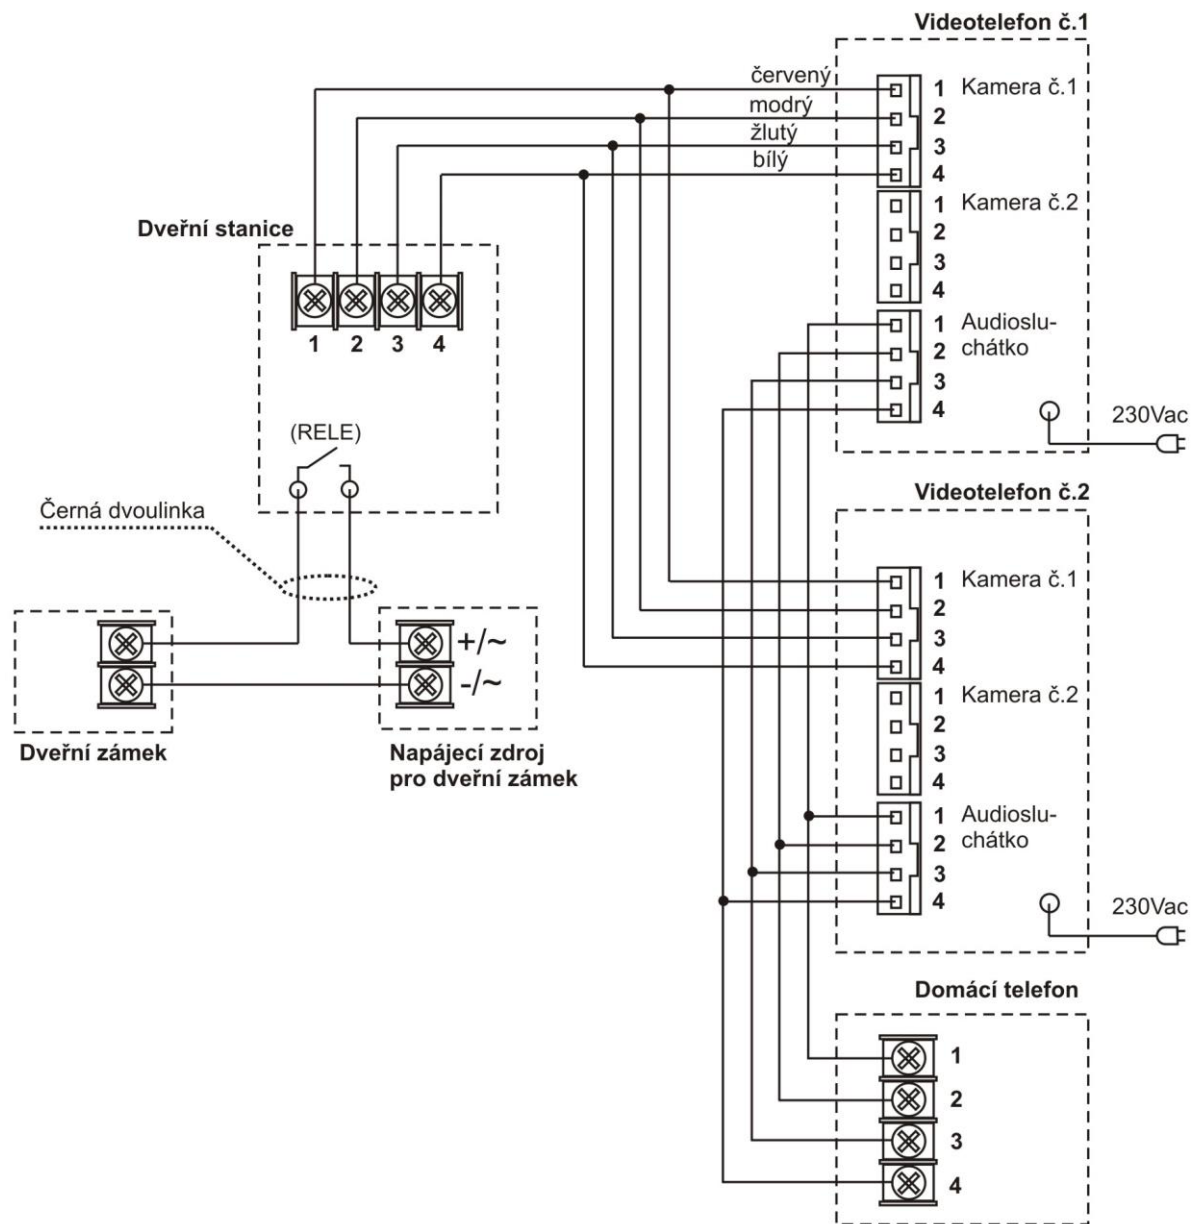 Videotelefon č.1
červený
modrý
žlutý
bílý
1 Kamera č.1
2
3
4
1 Kamera č.2
2
3
4
1 Audioslu-
2 chátko
3
4
230Vac
Dveřní stanice
1 2 3 4
(RELE)
Černá dvoulinka
+/~
-/~
Dveřní zámek
Napájecí zdroj
pro dveřní zámek
Videotelefon č.2
1 Kamera č.1
2
3
4
1 Kamera č.2
2
3
4
1 Audioslu-
2 chátko
3
4
230Vac
Domácí telefon
1
2
3
4